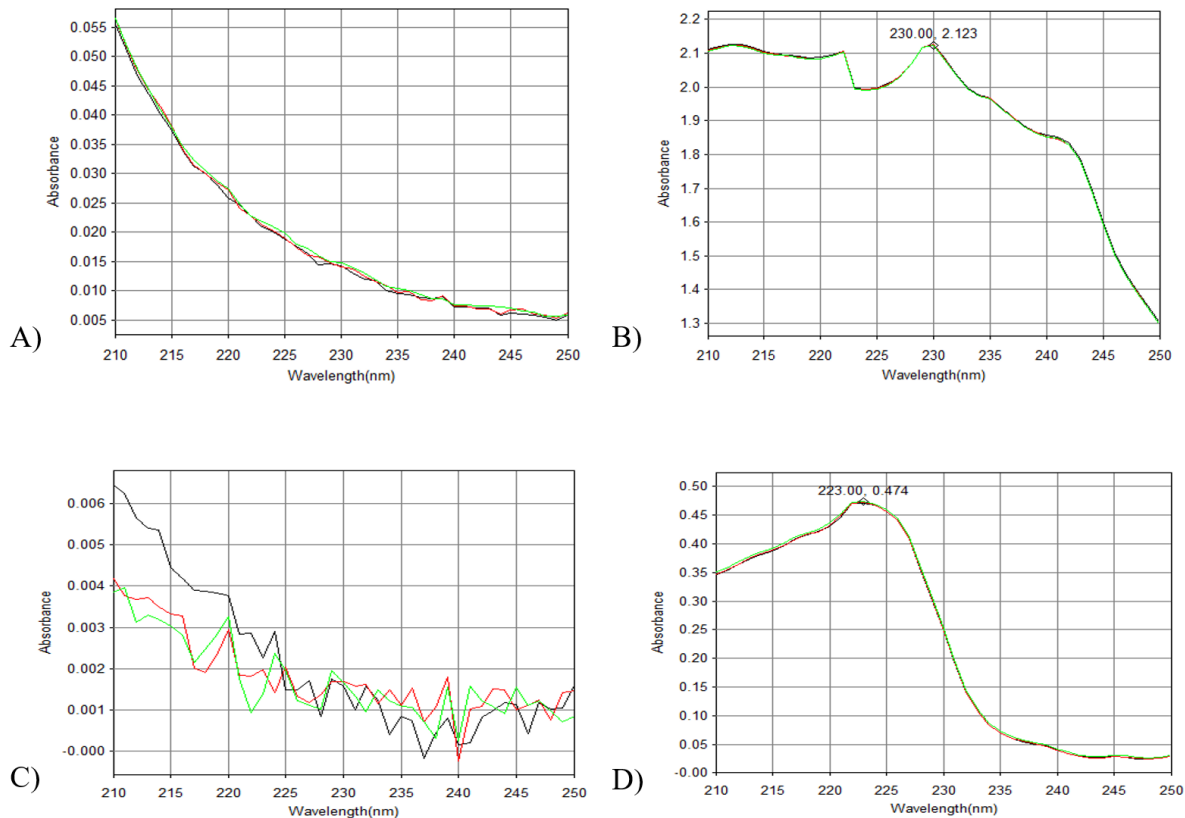 0.055
0.050
0.045
0.040
0.035
0.030
0.025
0.020
0.015
0.010
0.005
Absorbance
210 215 220 225 230 235 240 245 250
Wavelength(nm)
A)
230.00, 2.123
2.2
2.1
2.0
1.9
1.8
1.7
1.6
1.5
1.4
1.3
Absorbance
210 215 220 225 230 235 240 245 250
Wavelength(nm)
B)
0.006
0.005
0.004
0.003
0.002
0.001
-0.000
Absorbance
210 215 220 225 230 235 240 245 250
Wavelength(nm)
C)
223.00, 0.474
0.50
0.45
0.40
0.35
0.30
0.25
0.20
0.15
0.10
0.05
-0.00
Absorbance
210 215 220 225 230 235 240 245 250
Wavelength(nm)
D)